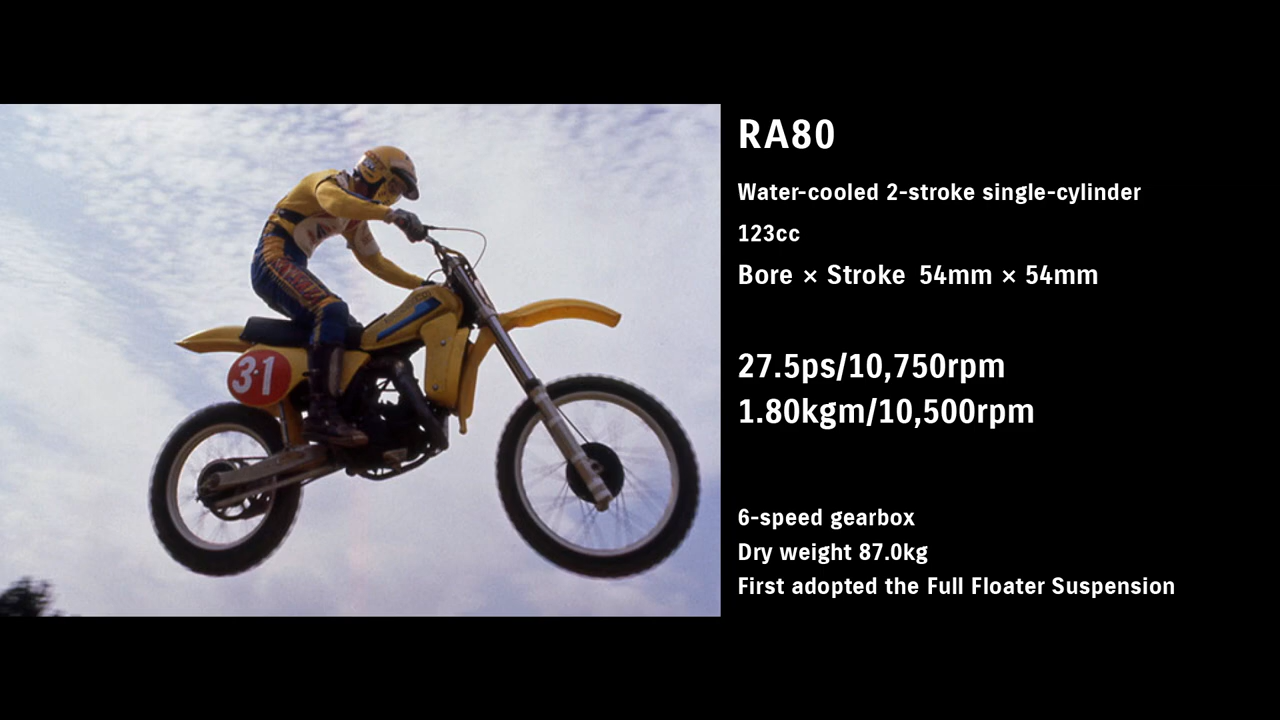 RA80
Water-cooled 2-stroke single-cylinder
123cc
Bore × Stroke 54mm × 54mm
27.5ps/10,750rpm
1.80kgm/10,500rpm
6-speed gearbox
Dry weight 87.0kg
First adopted the Full Floater Suspension
31